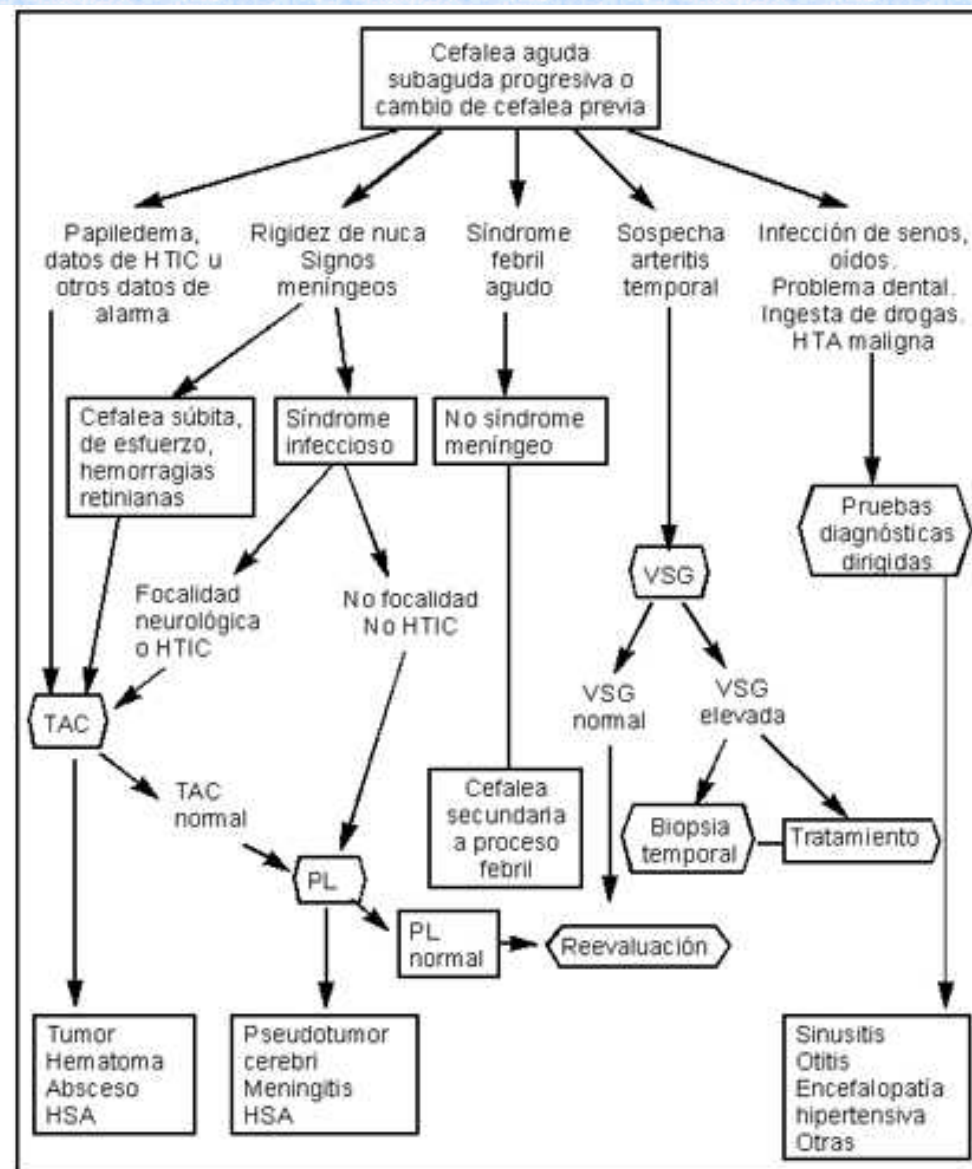 Cefalea aguda
subaguda progresiva o
cambio de cefalea previa
Papiledema,
datos de HTIC u
otros datos de
alarma
Rigidez de nuca
Signos
meníngeos
Síndrome
febril
agudo
Sospecha
arteritis
temporal
Infección de senos,
oídos.
Problema dental.
Ingesta de drogas.
HTA maligna
Cefalea súbita,
de esfuerzo,
hemorragias
retinianas
Síndrome
infeccioso
No síndrome
meníngeo
Pruebas
diagnósticas
dirigidas
VSG
Focalidad
neurológica
o HTIC
No focalidad
No HTIC
VSG
normal
VSG
elevada
TAC
TAC
normal
Cefalea
secundaria
a proceso
febril
Biopsia
temporal
Tratamiento
PL
PL
normal
Reevaluación
Tumor
Hematoma
Absceso
HSA
Pseudotumor
cerebri
Meningitis
HSA
Sinusitis
Otitis
Encefalopatía
hipertensiva
Otras